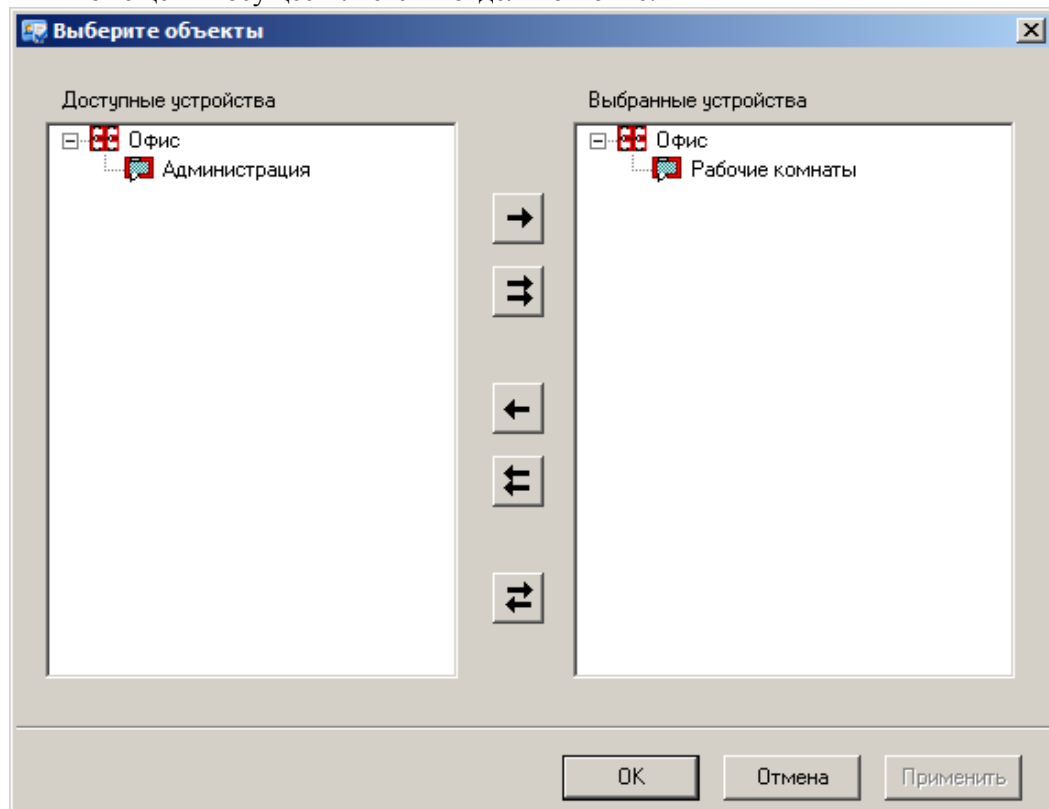 Выберите объекты
Доступные устройства
Выбранные устройства
Офис
Администрация
Офис
Рабочие комнаты
OK
Отмена
Применить